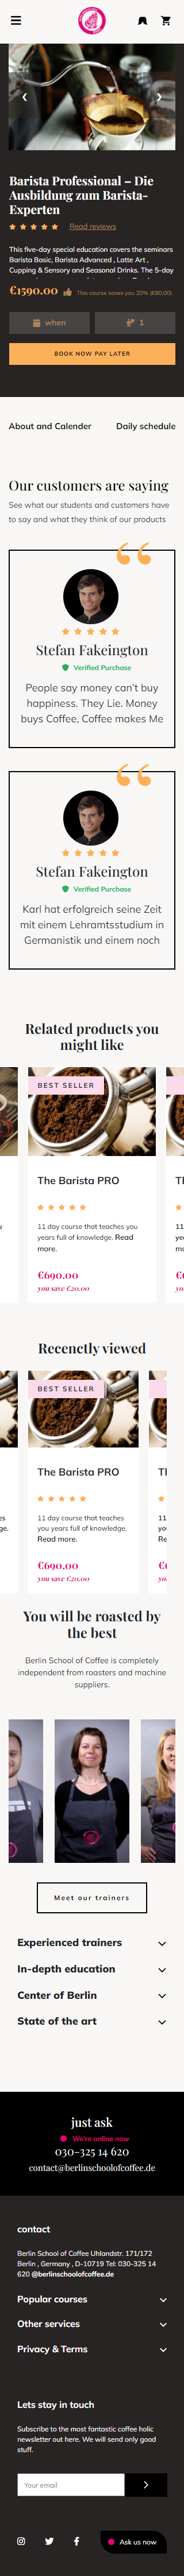 Barista Professional – Die
Ausbildung zum Barista-
Experten
Read reviews
This five-day special education covers the seminars
Barista Basic, Barista Advanced , Latte Art ,
Cupping & Sensory and Seasonal Drinks. The 5-day
€1590.00 This course saves you 20% (€80,00)
when 1
BOOK NOW PAY LATER
About and Calender Daily schedule
Our customers are saying
See what our students and customers have
to say and what they think of our products
Stefan Fakeington
Verified Purchase
People say money can't buy
happiness. They Lie. Money
buys Coffee, Coffee makes Me
Stefan Fakeington
Verified Purchase
Karl hat erfolgreich seine Zeit
mit einem Lehramtsstudium in
Germanistik und einem noch
Related products you
might like
BEST SELLER
The Barista PRO
11 day course that teaches you
years full of knowledge. Read
more.
€690.00
you save €20.00
Recenctly viewed
BEST SELLER
The Barista PRO
11 day course that teaches
you years full of knowledge.
Read more.
€690.00
you save €20.00
You will be roasted by
the best
Berlin School of Coffee is completely
independent from roasters and machine
suppliers.
Meet our trainers
Experienced trainers
In-depth education
Center of Berlin
State of the art
just ask
We're online now
030-325 14 620
contact@berlinschoolofcoffee.de
contact
Berlin School of Coffee Uhlandstr. 171/172
Berlin , Germany , D-10719 Tel: 030-325 14
620 @berlinschoolofcoffee.de
Popular courses
Other services
Privacy & Terms
Lets stay in touch
Subscribe to the most fantastic caffee holic
newsletter out here. We will send only good
stuff.
Your email
Ask us now